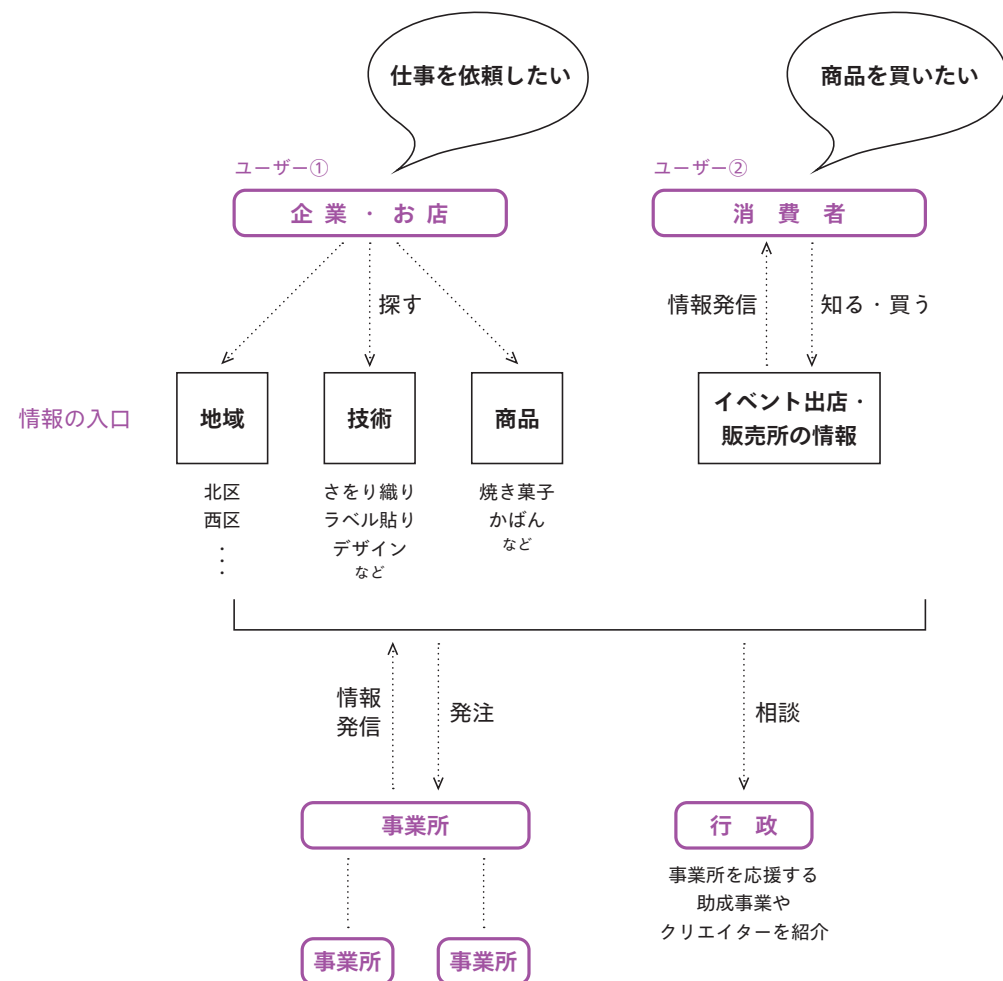 仕事を依頼したい
商品を買いたい
ユーザー①
ユーザー②
企業・お店
消費者
探す
情報発信
知る・買う
情報の入口
地域
技術
商品
イベント出店・
販売所の情報
北区
西区
⋮
さをり織り
ラベル貼り
デザイン
など
焼き菓子
かばん
など
情報
発信
発注
相談
事業所
行政
事業所を応援する
助成事業や
クリエイターを紹介
事業所
事業所